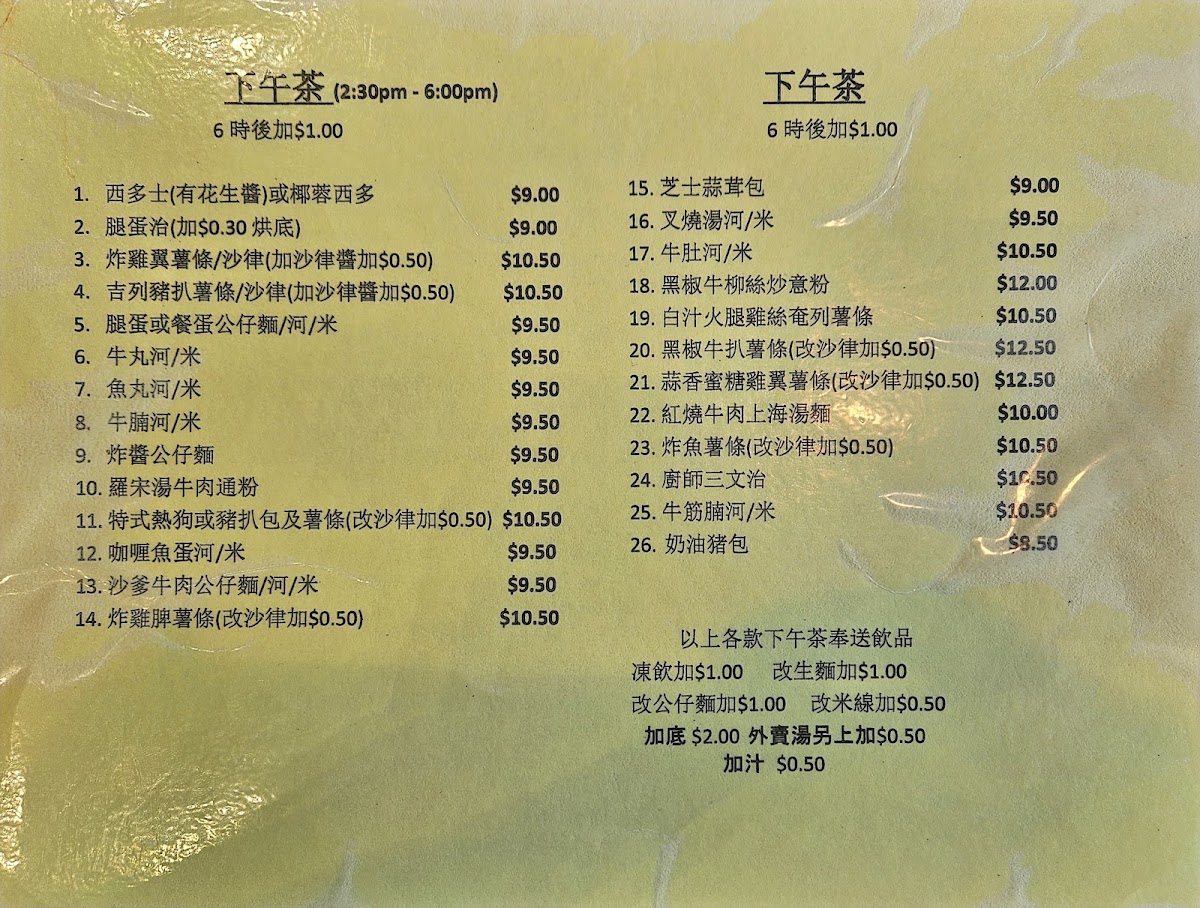 下午茶 (2:30pm - 6:00pm)
6 時後加$1.00
1. 西多士(有花生醬)或椰蓉西多 $9.00
2. 腿蛋治(加$0.30 烘底) $9.00
3. 炸雞翼薯條/沙律(加沙律醬加$0.50) $10.50
4. 吉列豬扒薯條/沙律(加沙律醬加$0.50) $10.50
5. 腿蛋或餐蛋公仔麵/河/米 $9.50
6. 牛丸河/米 $9.50
7. 魚丸河/米 $9.50
8. 牛腩河/米 $9.50
9. 炸醬公仔麵 $9.50
10. 羅宋湯牛肉通粉 $9.50
11. 特式熱狗或豬扒包及薯條(改沙律加$0.50) $10.50
12. 咖喱魚蛋河/米 $9.50
13. 沙爹牛肉公仔麵/河/米 $9.50
14. 炸雞脾薯條(改沙律加$0.50) $10.50
下午茶
6 時後加$1.00
15. 芝士蒜茸包 $9.00
16. 叉燒湯河/米 $9.50
17. 牛肚河/米 $10.50
18. 黑椒牛柳絲炒意粉 $12.00
19. 白汁火腿雞絲奄列薯條 $10.50
20. 黑椒牛扒薯條(改沙律加$0.50) $12.50
21. 蒜香蜜糖雞翼薯條(改沙律加$0.50) $12.50
22. 紅燒牛肉上海湯麵 $10.00
23. 炸魚薯條(改沙律加$0.50) $10.50
24. 廚師三文治 $10.50
25. 牛筋腩河/米 $10.50
26. 奶油猪包
以上各款下午茶奉送飲品
凍飲加$1.00 改生麵加$1.00
改公仔麵加$1.00 改米線加$0.50
加底 $2.00 外賣湯另上加$0.50
加汁 $0.50